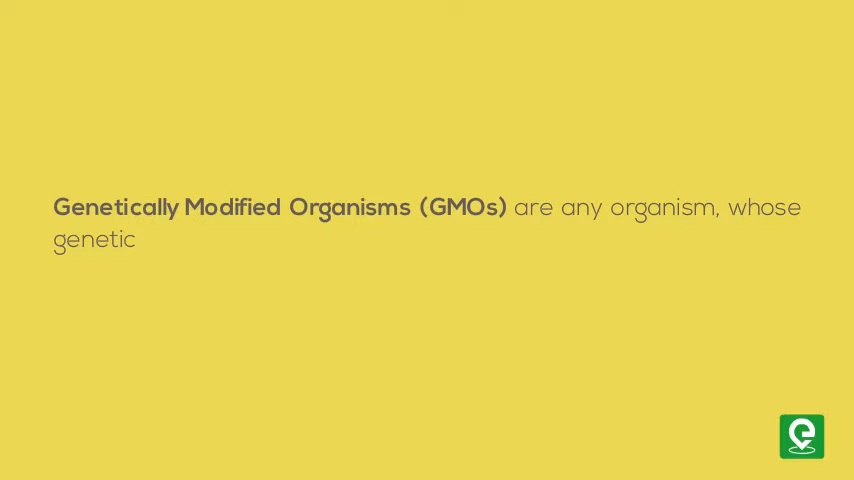 Genetically Modified Organisms (GMOs) are any organism, whose
genetic